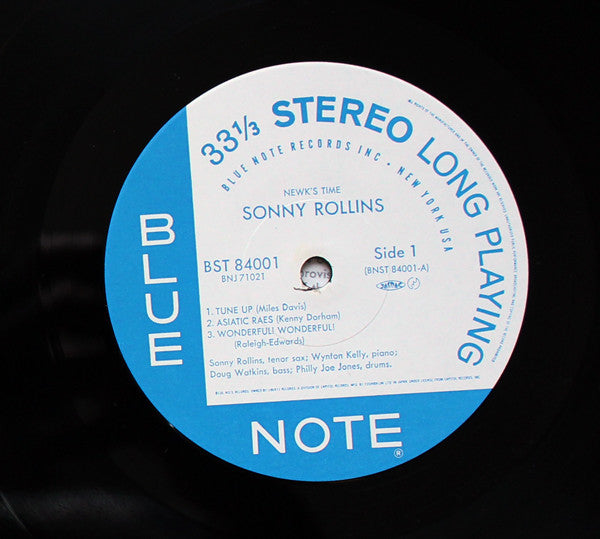 33⅓ STEREO LONG PLAYING
BLUE NOTE RECORDS INC • NEW YORK USA
NEWK'S TIME
SONNY ROLLINS
BST 84001
BNJ 71021
Side 1
(BNST 84001-A)
1. TUNE UP (Miles Davis)
2. ASIATIC RAES (Kenny Dorham)
3. WONDERFUL! WONDERFUL!
(Raleigh-Edwards)
Sonny Rollins, tenor sax; Wynton Kelly, piano;
Doug Watkins, bass; Philly Joe Jones, drums.
BLUE
NOTE
®